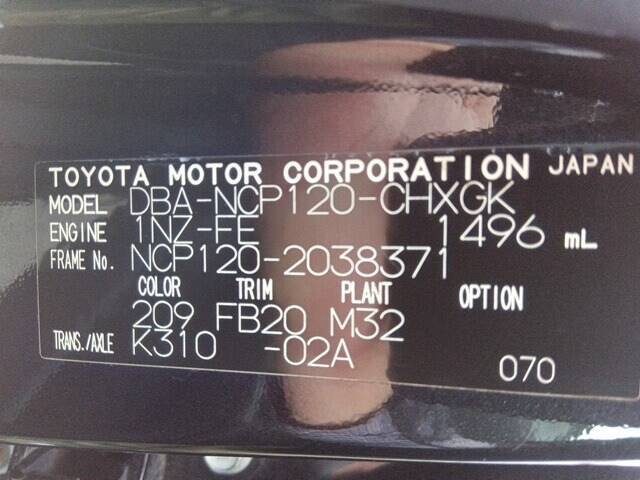 TOYOTA MOTOR CORPORATION JAPAN
MODEL DBA-NCP120-CHXGK
ENGINE 1NZ-FE 1496 mL
FRAME No. NCP120-2038371
COLOR TRIM PLANT OPTION
209 FB20 M32
TRANS./AXLE K310 -02A
070